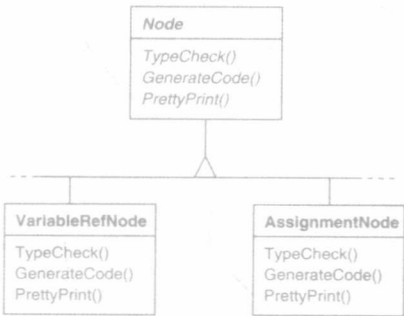 Node
TypeCheck()
GenerateCode()
PrettyPrint()
VariableRefNode
TypeCheck()
GenerateCode()
PrettyPrint()
AssignmentNode
TypeCheck()
GenerateCode()
PrettyPrint()